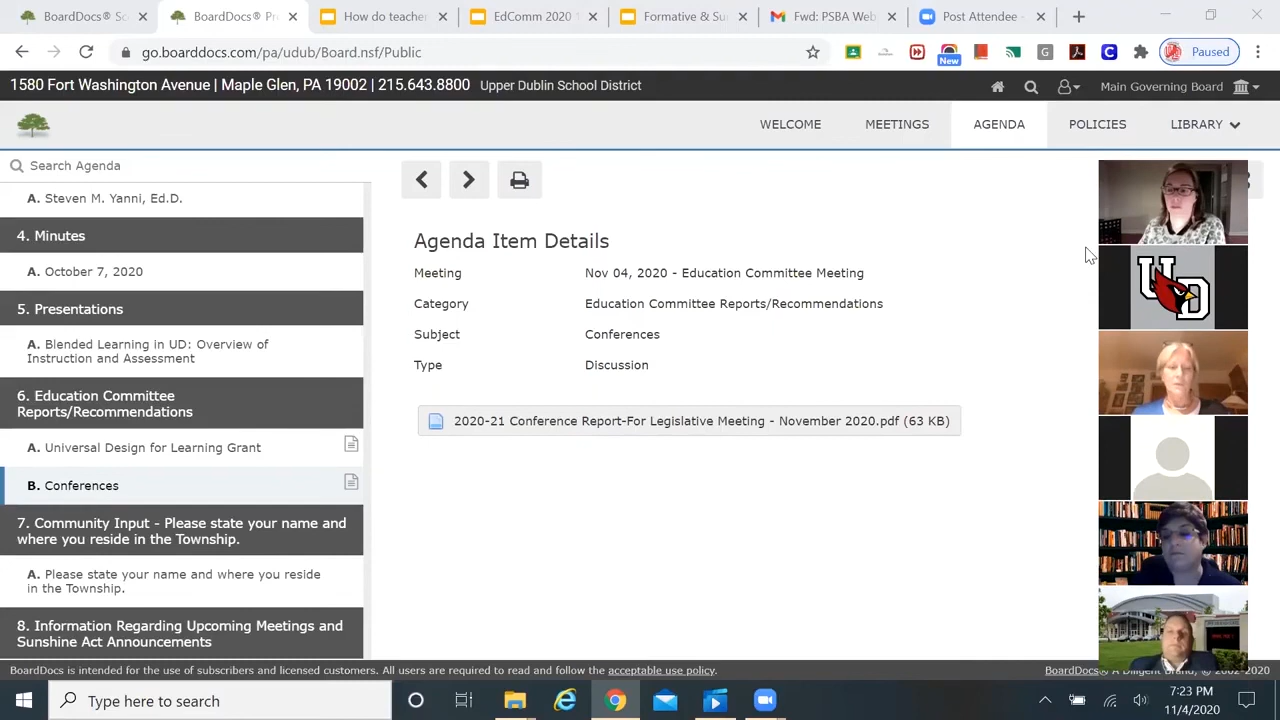 BoardDocs® Sc
BoardDocs® Pr
How do teache
EdComm 2020 1
Formative & Su
Fwd: PSBA Web
Post Attendee -
go.boarddocs.com/pa/udub/Board.nsf/Public
New
Paused
1580 Fort Washington Avenue | Maple Glen, PA 19002 | 215.643.8800 Upper Dublin School District
Main Governing Board
WELCOME
MEETINGS
AGENDA
POLICIES
LIBRARY
Search Agenda
A. Steven M. Yanni, Ed.D.
4. Minutes
A. October 7, 2020
5. Presentations
A. Blended Learning in UD: Overview of
Instruction and Assessment
6. Education Committee
Reports/Recommendations
A. Universal Design for Learning Grant
B. Conferences
7. Community Input - Please state your name and
where you reside in the Township.
A. Please state your name and where you reside
in the Township.
8. Information Regarding Upcoming Meetings and
Sunshine Act Announcements
Agenda Item Details
Meeting Nov 04, 2020 - Education Committee Meeting
Category Education Committee Reports/Recommendations
Subject Conferences
Type Discussion
2020-21 Conference Report-For Legislative Meeting - November 2020.pdf (63 KB)
UD
BoardDocs is intended for the use of subscribers and licensed customers. All users are required to read and follow the acceptable use policy.
BoardDocs® A Diligent Brand, © 2002-2020
Type here to search
7:23 PM
11/4/2020